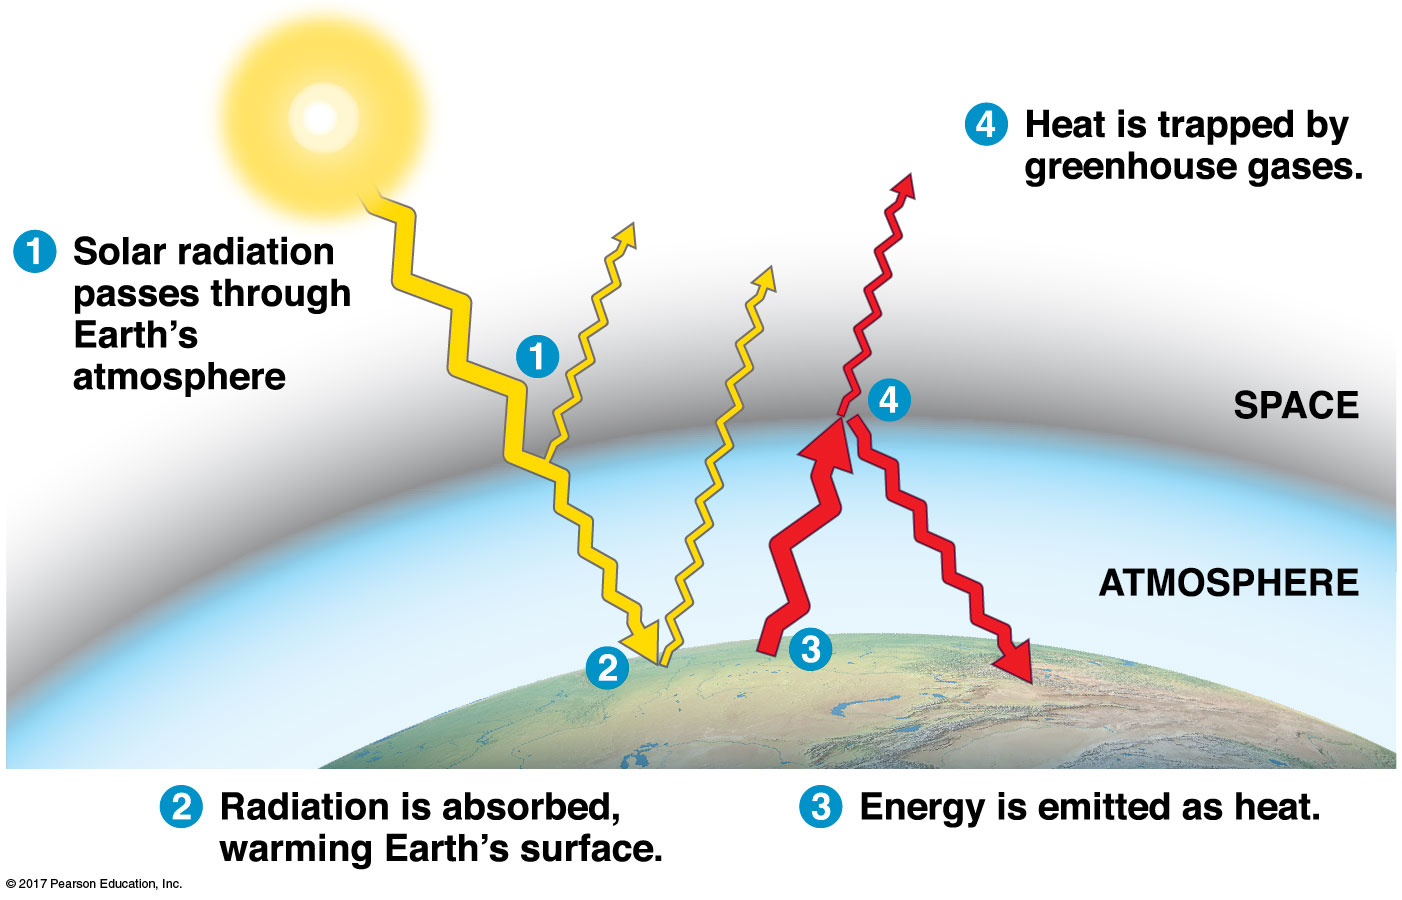 4 Heat is trapped by
greenhouse gases.
1 Solar radiation
passes through
Earth's
atmosphere
1
4
SPACE
ATMOSPHERE
3
2
2 Radiation is absorbed,
warming Earth's surface.
3 Energy is emitted as heat.
© 2017 Pearson Education, Inc.